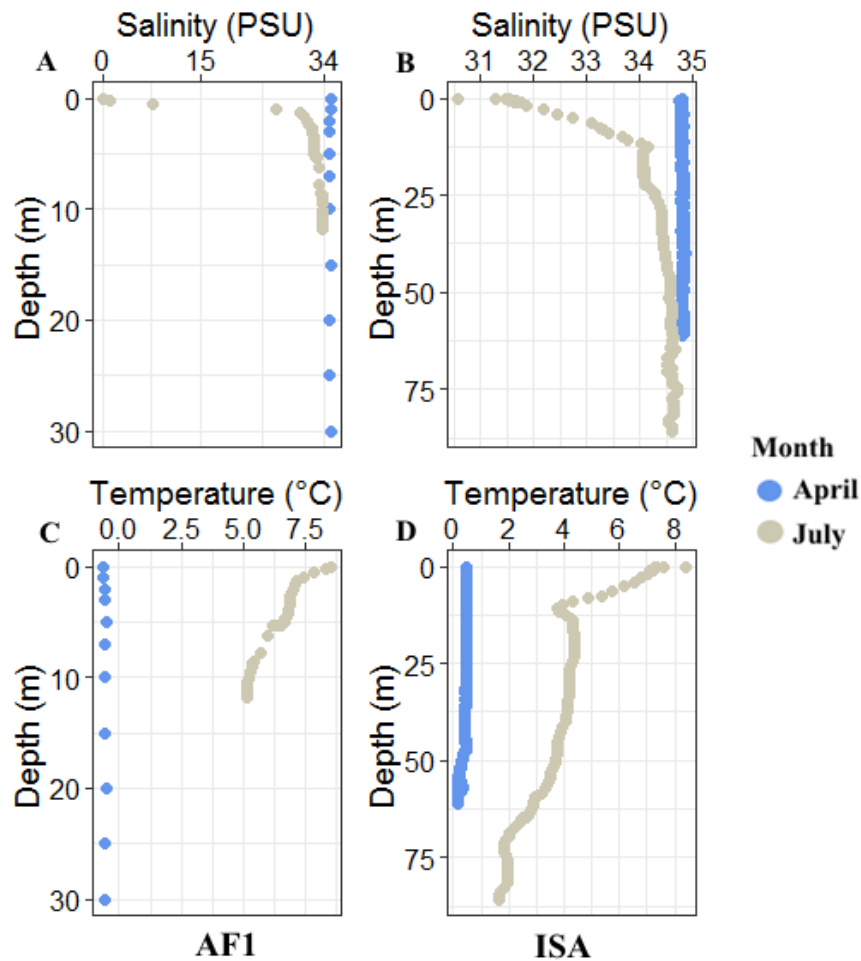 Salinity (PSU)
Salinity (PSU)
A
0
15
34
B
31
32
33
34
35
Depth (m)
0
10
20
30
Depth (m)
0
25
50
75
Month
April
July
Temperature (°C)
Temperature (°C)
C
0.0
2.5
5.0
7.5
D
0
2
4
6
8
Depth (m)
0
10
20
30
Depth (m)
0
25
50
75
AF1
ISA